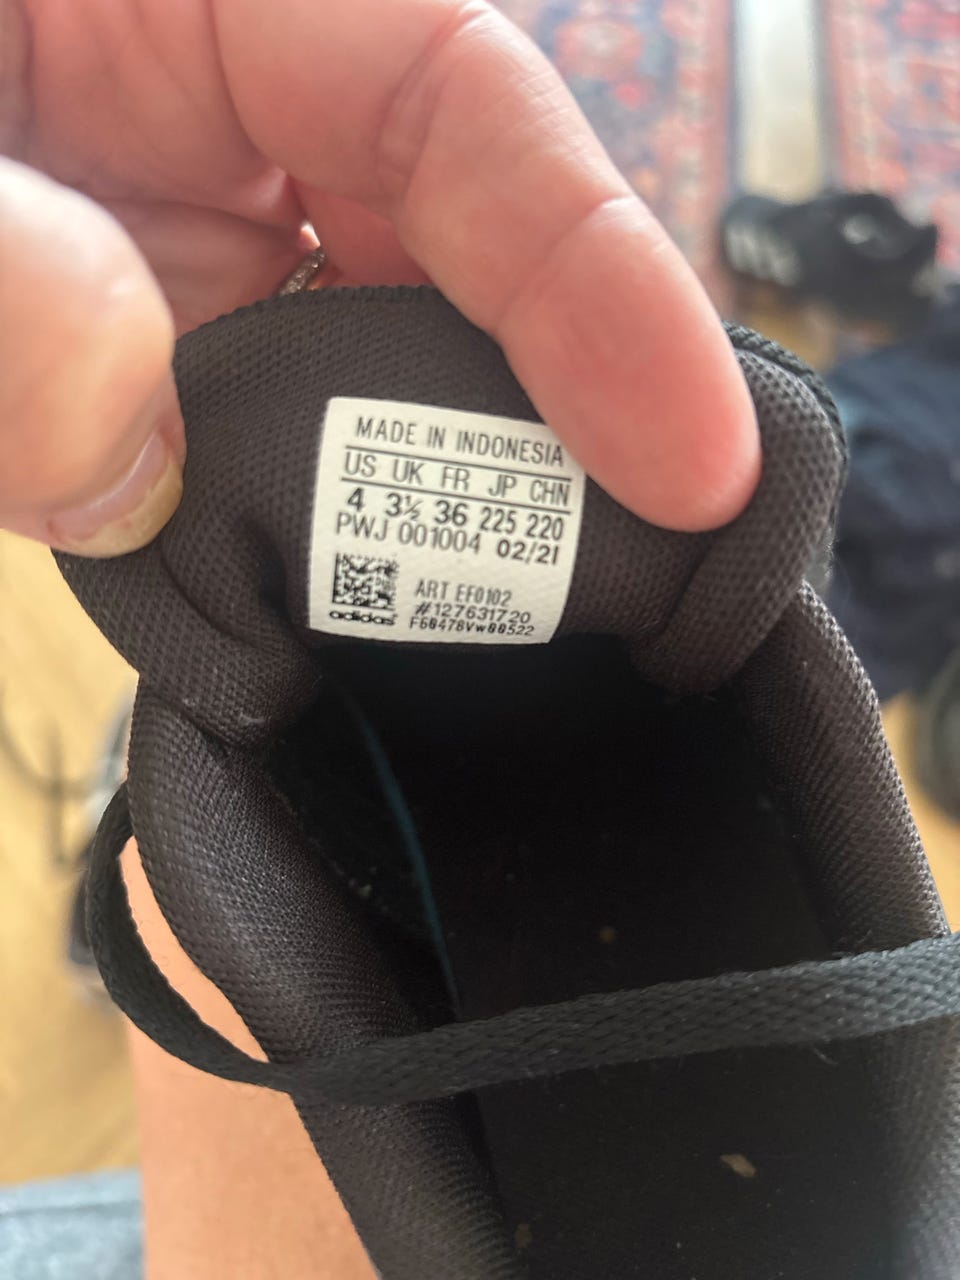 MADE IN INDONESIA
US UK FR JP CHN
4 3½ 36 225 220
PWJ 001004 02/21
ART EF0102
#127631720
F60478Vw00522
adidas